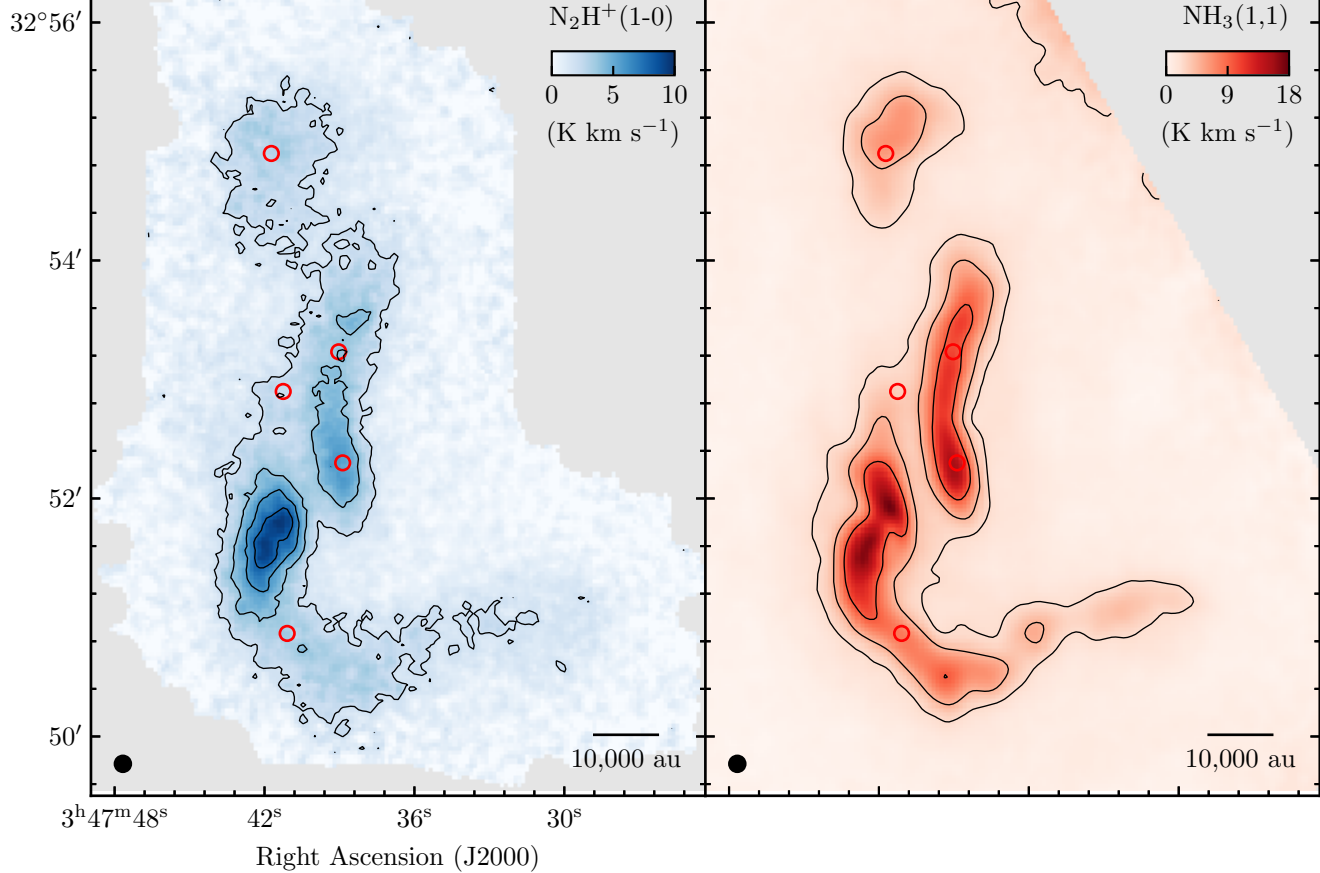 N₂H⁺(1-0)
0 5 10
(K km s⁻¹)
NH₃(1,1)
0 9 18
(K km s⁻¹)
32°56′
54′
52′
50′
10,000 au
10,000 au
3ʰ47ᵐ48ˢ 42ˢ 36ˢ 30ˢ
Right Ascension (J2000)